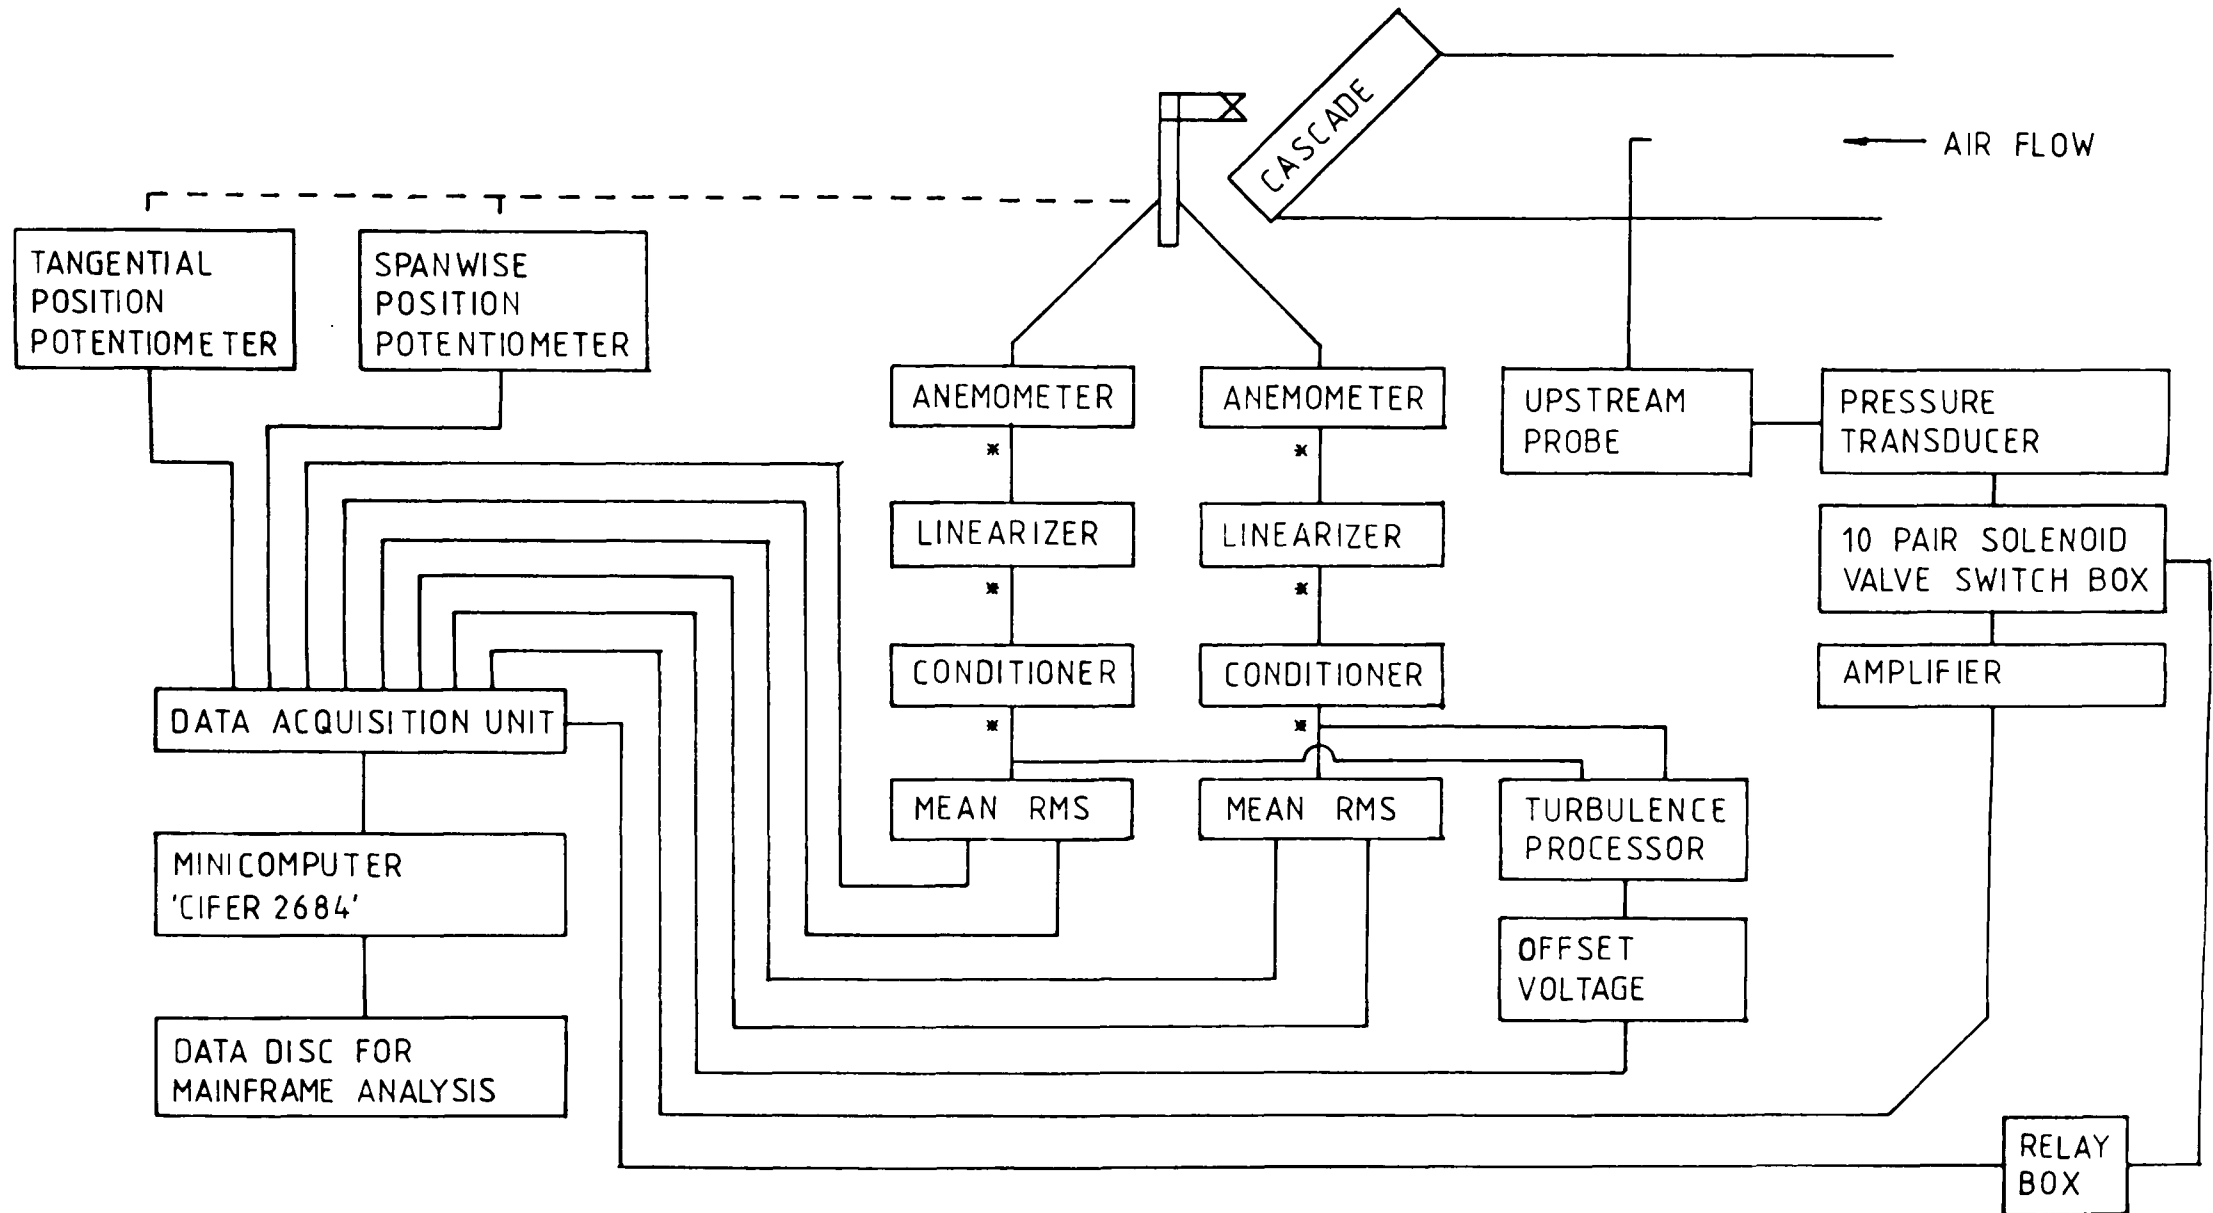 CASCADE
AIR FLOW
TANGENTIAL
POSITION
POTENTIOMETER
SPANWISE
POSITION
POTENTIOMETER
ANEMOMETER
ANEMOMETER
UPSTREAM
PROBE
PRESSURE
TRANSDUCER
*
*
LINEARIZER
LINEARIZER
10 PAIR SOLENOID
VALVE SWITCH BOX
*
*
CONDITIONER
CONDITIONER
AMPLIFIER
DATA ACQUISITION UNIT
*
*
MEAN RMS
MEAN RMS
TURBULENCE
PROCESSOR
MINICOMPUTER
'CIFER 2684'
OFFSET
VOLTAGE
DATA DISC FOR
MAINFRAME ANALYSIS
RELAY
BOX